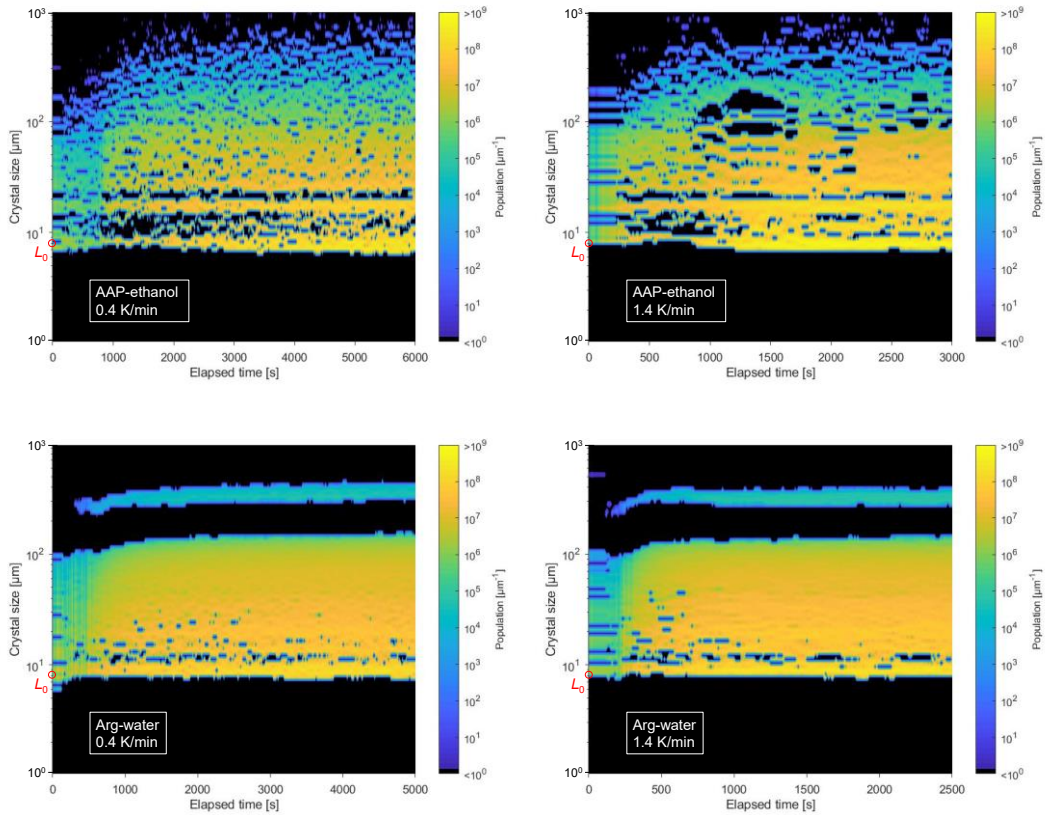 10³
10²
10¹
10⁰
Crystal size [µm]
L₀
AAP-ethanol
0.4 K/min
0 1000 2000 3000 4000 5000 6000
Elapsed time [s]
>10⁹
10⁸
10⁷
10⁶
10⁵
10⁴
10³
10²
10¹
<10⁰
Population [µm⁻¹]
10³
10²
10¹
10⁰
Crystal size [µm]
L₀
AAP-ethanol
1.4 K/min
0 500 1000 1500 2000 2500 3000
Elapsed time [s]
>10⁹
10⁸
10⁷
10⁶
10⁵
10⁴
10³
10²
10¹
<10⁰
Population [µm⁻¹]
10³
10²
10¹
10⁰
Crystal size [µm]
L₀
Arg-water
0.4 K/min
0 1000 2000 3000 4000 5000
Elapsed time [s]
>10⁹
10⁸
10⁷
10⁶
10⁵
10⁴
10³
10²
10¹
<10⁰
Population [µm⁻¹]
10³
10²
10¹
10⁰
Crystal size [µm]
L₀
Arg-water
1.4 K/min
0 500 1000 1500 2000 2500
Elapsed time [s]
>10⁹
10⁸
10⁷
10⁶
10⁵
10⁴
10³
10²
10¹
<10⁰
Population [µm⁻¹]